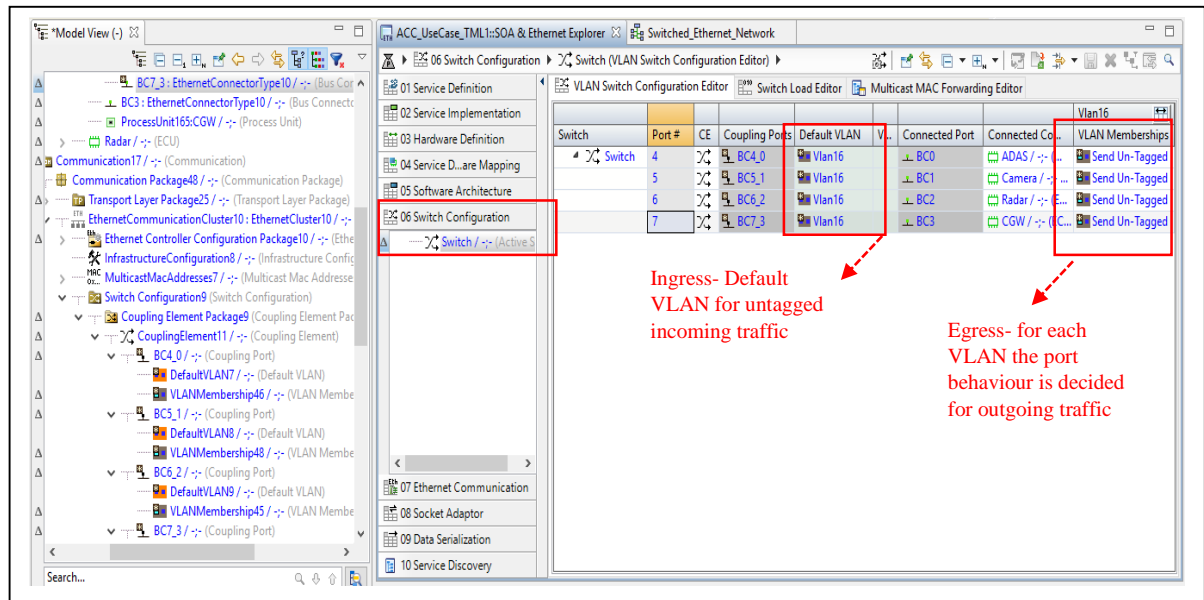 *Model View (-)
BC7_3 : EthernetConnectorType10 / -;- (Bus Cor
BC3 : EthernetConnectorType10 / -;- (Bus Connecto
ProcessUnit165:CGW / -;- (Process Unit)
Radar / -;- (ECU)
Communication17 / -;- (Communication)
Communication Package48 / -;- (Communication Package)
Transport Layer Package25 / -;- (Transport Layer Package)
EthernetCommunicationCluster10 : EthernetCluster10 / -;-
Ethernet Controller Configuration Package10 / -;- (Ethe
InfrastructureConfiguration8 / -;- (Infrastructure Config
MulticastMacAddresses7 / -;- (Multicast Mac Addresse
Switch Configuration9 (Switch Configuration)
Coupling Element Package9 (Coupling Element Pac
CouplingElement11 / -;- (Coupling Element)
BC4_0 / -;- (Coupling Port)
DefaultVLAN7 / -;- (Default VLAN)
VLANMembership46 / -;- (VLAN Membe
BC5_1 / -;- (Coupling Port)
DefaultVLAN8 / -;- (Default VLAN)
VLANMembership48 / -;- (VLAN Membe
BC6_2 / -;- (Coupling Port)
DefaultVLAN9 / -;- (Default VLAN)
VLANMembership45 / -;- (VLAN Membe
BC7_3 / -;- (Coupling Port)
Search...
ACC_UseCase_TML1::SOA & Ethernet Explorer Switched_Ethernet_Network
06 Switch Configuration Switch (VLAN Switch Configuration Editor)
01 Service Definition
02 Service Implementation
03 Hardware Definition
04 Service D...are Mapping
05 Software Architecture
06 Switch Configuration
Switch / -;- (Active S
07 Ethernet Communication
08 Socket Adaptor
09 Data Serialization
10 Service Discovery
VLAN Switch Configuration Editor Switch Load Editor Multicast MAC Forwarding Editor
Vlan16
Switch Port # CE Coupling Ports Default VLAN V... Connected Port Connected Co... VLAN Memberships
Switch 4 BC4_0 Vlan16 BC0 ADAS / -;- (... Send Un-Tagged
5 BC5_1 Vlan16 BC1 Camera / -;- ... Send Un-Tagged
6 BC6_2 Vlan16 BC2 Radar / -;- (E... Send Un-Tagged
7 BC7_3 Vlan16 BC3 CGW / -;- (EC... Send Un-Tagged
Ingress- Default
VLAN for untagged
incoming traffic
Egress- for each
VLAN the port
behaviour is decided
for outgoing traffic